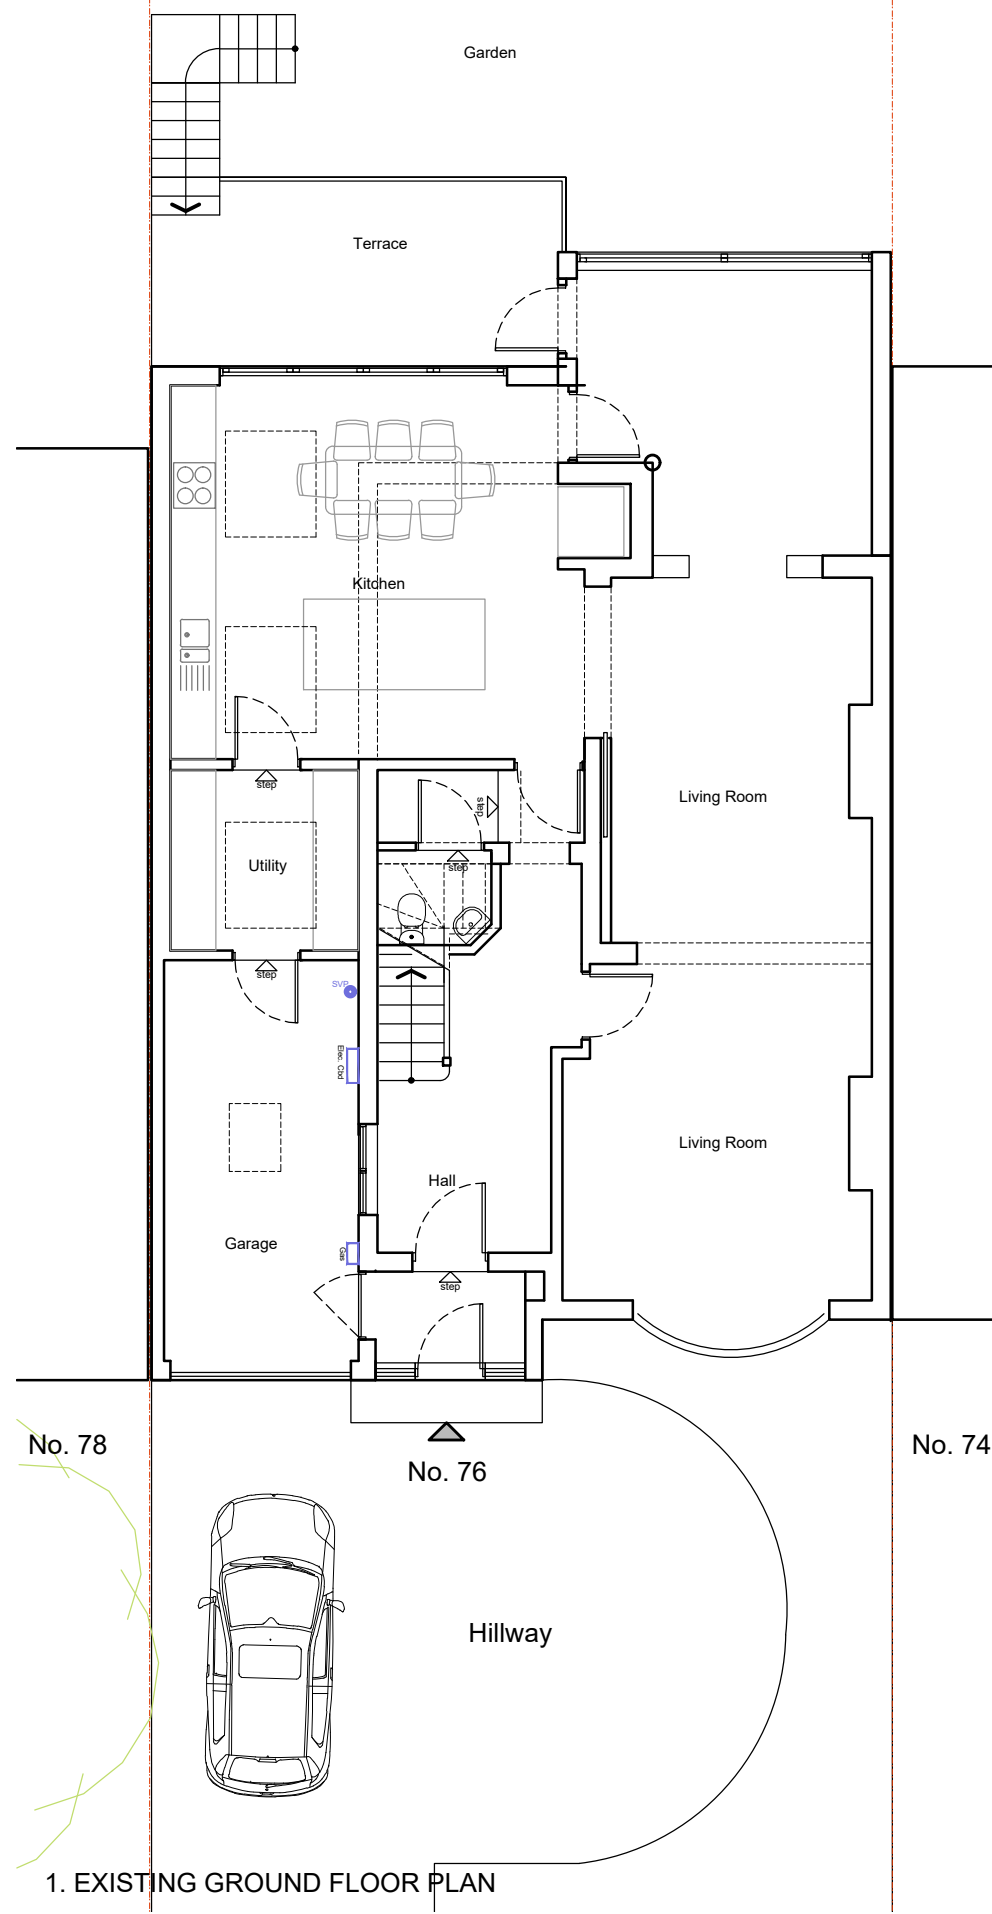 Garden
Terrace
Kitchen
step
step
Living Room
Utility
step
step
SVP
Elec. Cbd
Living Room
Hall
Garage
Gas
step
No. 78
No. 74
No. 76
Hillway
1. EXISTING GROUND FLOOR PLAN